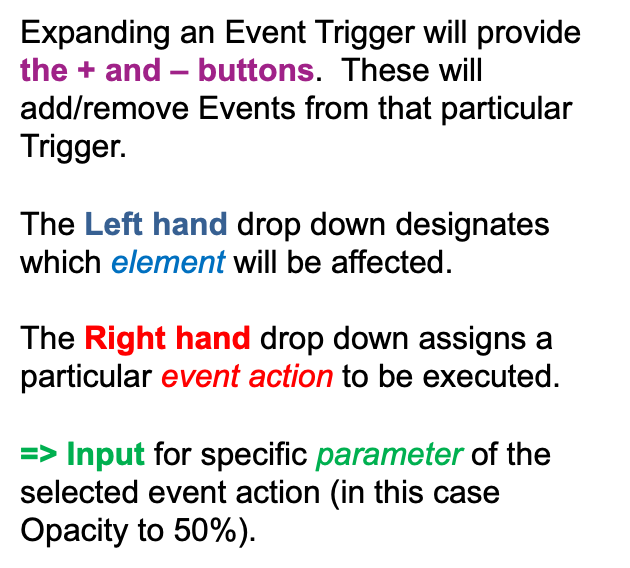 Expanding an Event Trigger will provide
the + and – buttons.  These will
add/remove Events from that particular
Trigger.
The Left hand drop down designates
which element will be affected.
The Right hand drop down assigns a
particular event action to be executed.
=> Input for specific parameter of the
selected event action (in this case
Opacity to 50%).